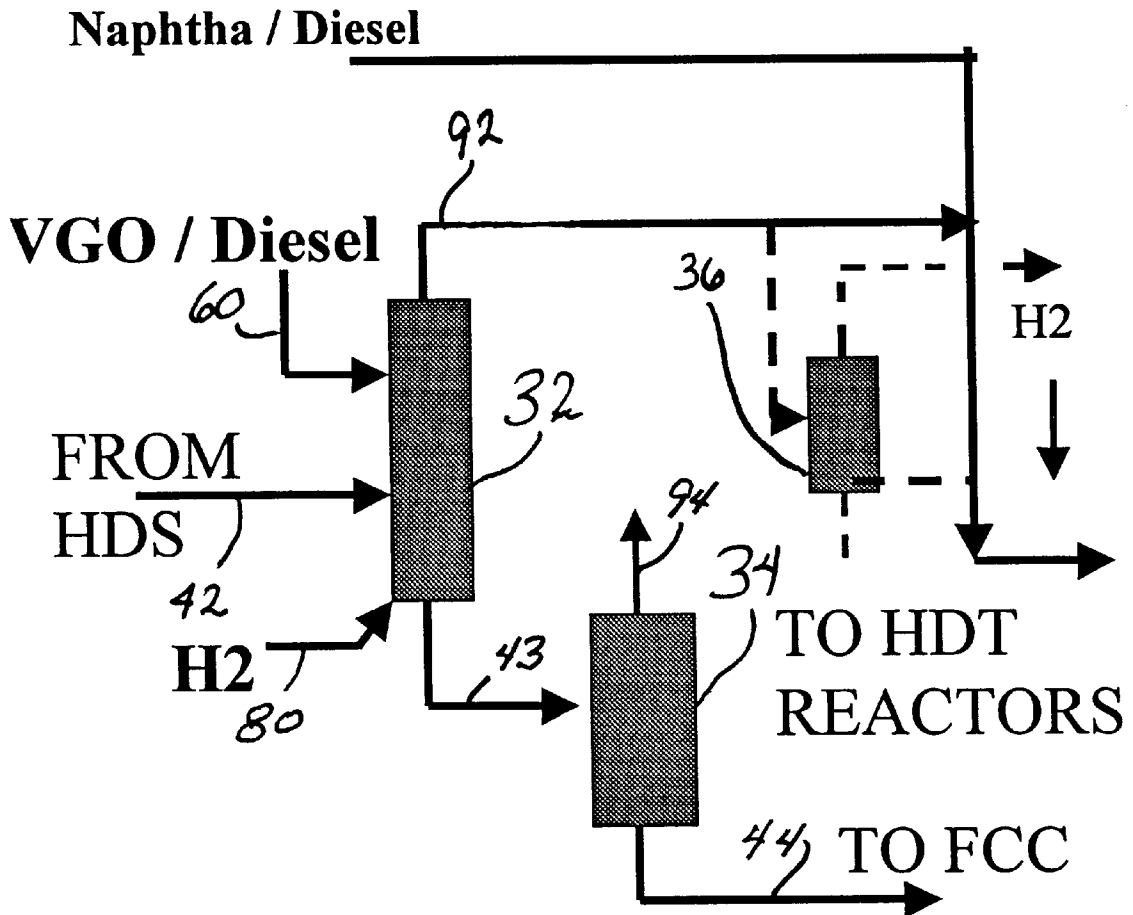 Naphtha / Diesel
92
VGO / Diesel
60
36
H2
32
FROM
HDS
42
94
34
H2
80
43
TO HDT
REACTORS
44
TO FCC